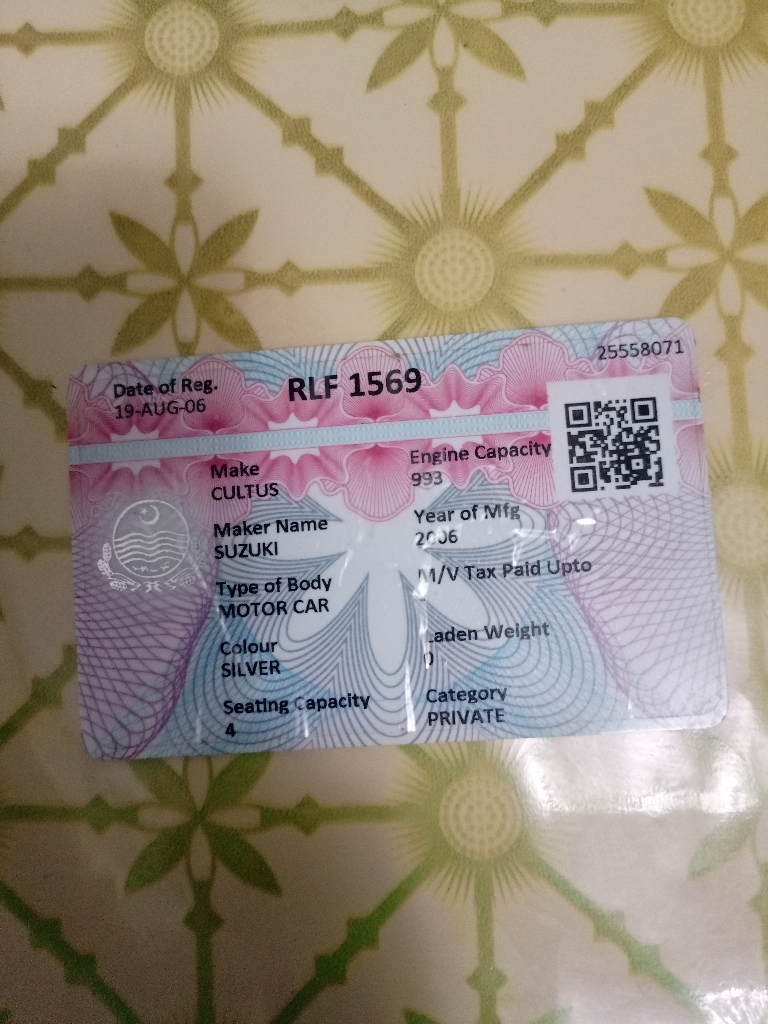 25558071
Date of Reg.
19-AUG-06
RLF 1569
Make
CULTUS
Engine Capacity
993
Maker Name
SUZUKI
Year of Mfg
2006
Type of Body
MOTOR CAR
M/V Tax Paid Upto
Colour
SILVER
Laden Weight
0
Seating Capacity
4
Category
PRIVATE